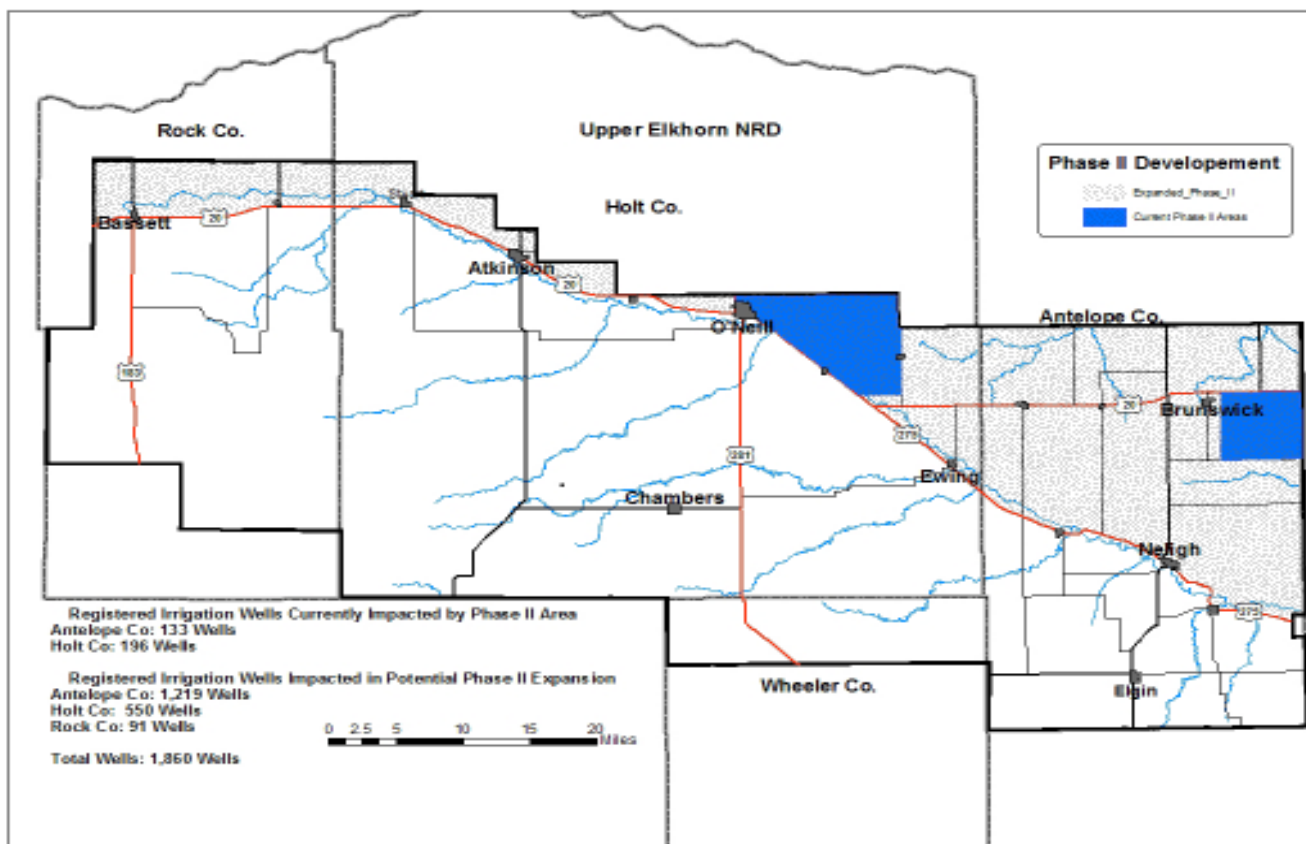 Rock Co.
Upper Elkhorn NRD
Phase II Developement
Expanded_Phase_II
Current Phase II Areas
Holt Co.
Bassett
20
Atkinson
20
O'Neill
Antelope Co.
183
Brunswick
20
275
281
Ewing
Chambers
Neligh
275
Registered Irrigation Wells Currently Impacted by Phase II Area
Antelope Co: 133 Wells
Holt Co: 196 Wells
Registered Irrigation Wells Impacted in Potential Phase II Expansion
Antelope Co: 1,219 Wells
Holt Co: 550 Wells
Rock Co: 91 Wells
Total Wells: 1,860 Wells
0 2.5 5 10 15 20
Miles
Wheeler Co.
Elgin